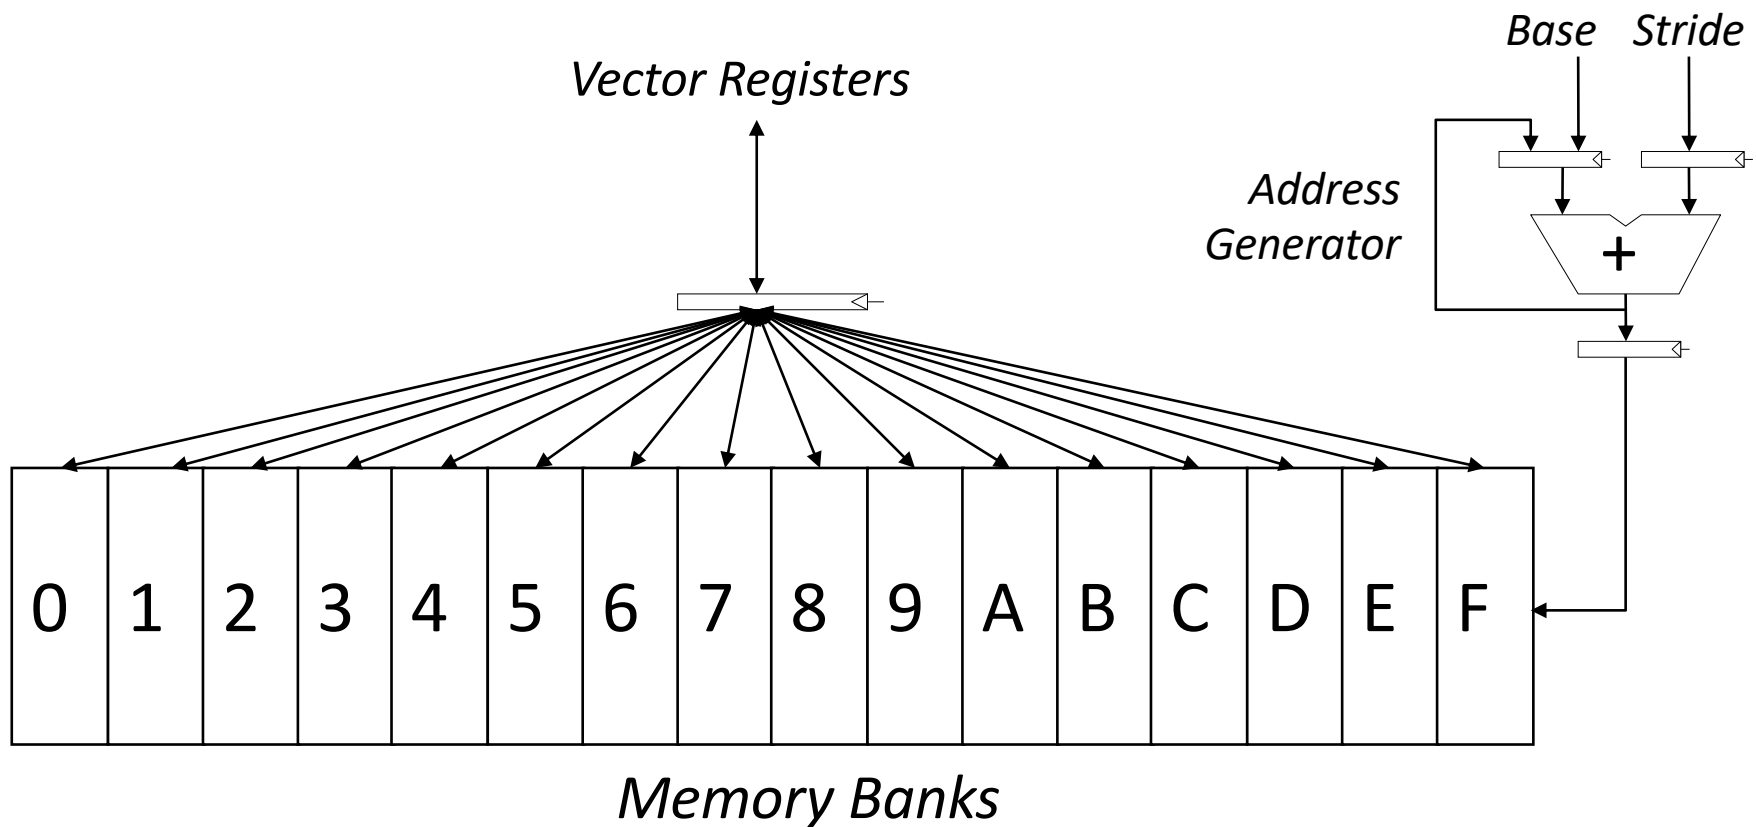 Base Stride
Vector Registers
Address
Generator
+
0 1 2 3 4 5 6 7 8 9 A B C D E F
Memory Banks